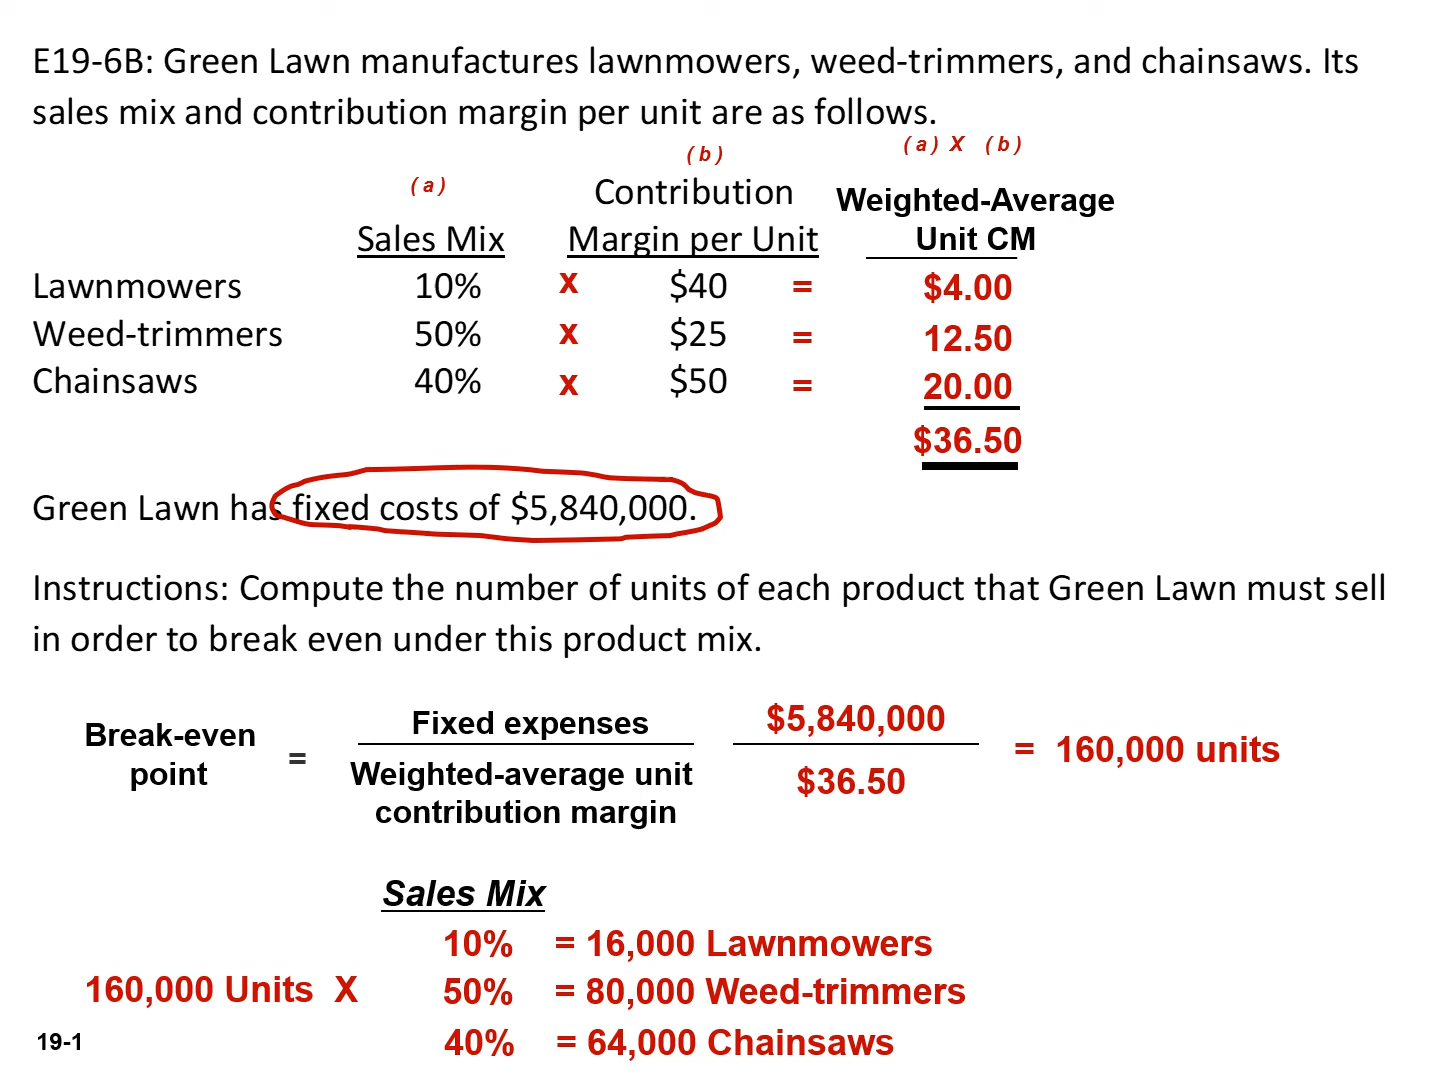 E19-6B: Green Lawn manufactures lawnmowers, weed-trimmers, and chainsaws. Its
sales mix and contribution margin per unit are as follows.
(a) X (b)
(b)
(a) Contribution Weighted-Average
Sales Mix Margin per Unit Unit CM
Lawnmowers 10% X $40 = $4.00
Weed-trimmers 50% X $25 = 12.50
Chainsaws 40% X $50 = 20.00
$36.50
Green Lawn has fixed costs of $5,840,000.
Instructions: Compute the number of units of each product that Green Lawn must sell
in order to break even under this product mix.
Break-even point = Fixed expenses $5,840,000 = 160,000 units
Weighted-average unit $36.50
contribution margin
Sales Mix
10% = 16,000 Lawnmowers
160,000 Units X 50% = 80,000 Weed-trimmers
19-1 40% = 64,000 Chainsaws